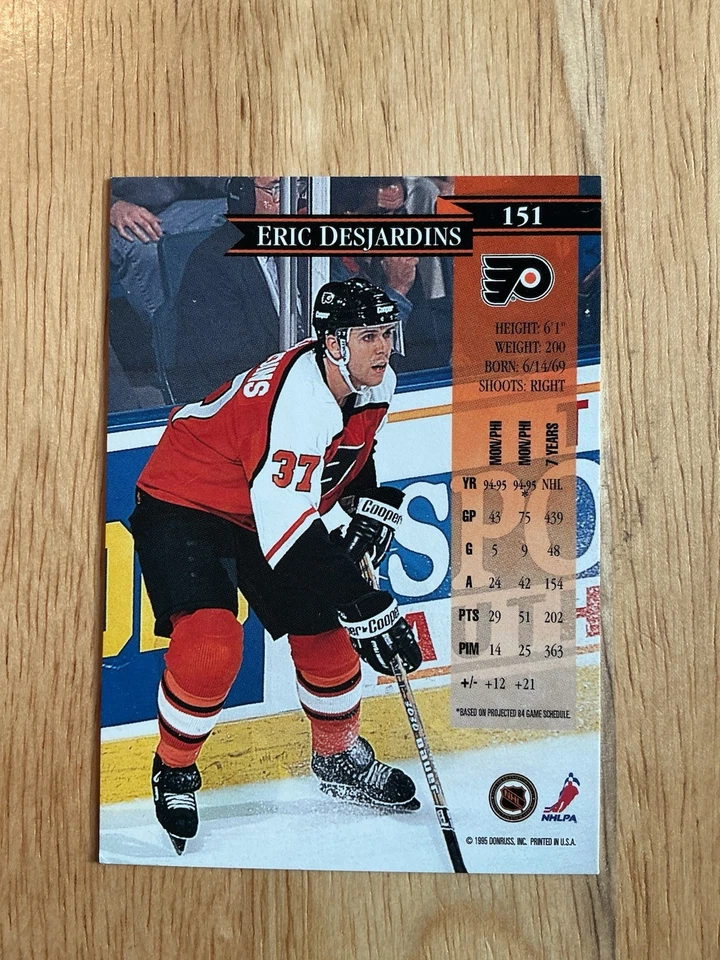 151
ERIC DESJARDINS
HEIGHT: 6'1"
WEIGHT: 200
BORN: 6/14/69
SHOOTS: RIGHT
MON/PHI MON/PHI 7 YEARS
YR 94-95 94-95 NHL
*
GP 43 75 439
G 5 9 48
A 24 42 154
PTS 29 51 202
PIM 14 25 363
+/- +12 +21
*BASED ON PROJECTED 84 GAME SCHEDULE.
Cooper
37
Cooper
Cooper
SPO
NHL
NHLPA
© 1995 DONRUSS, INC. PRINTED IN U.S.A.